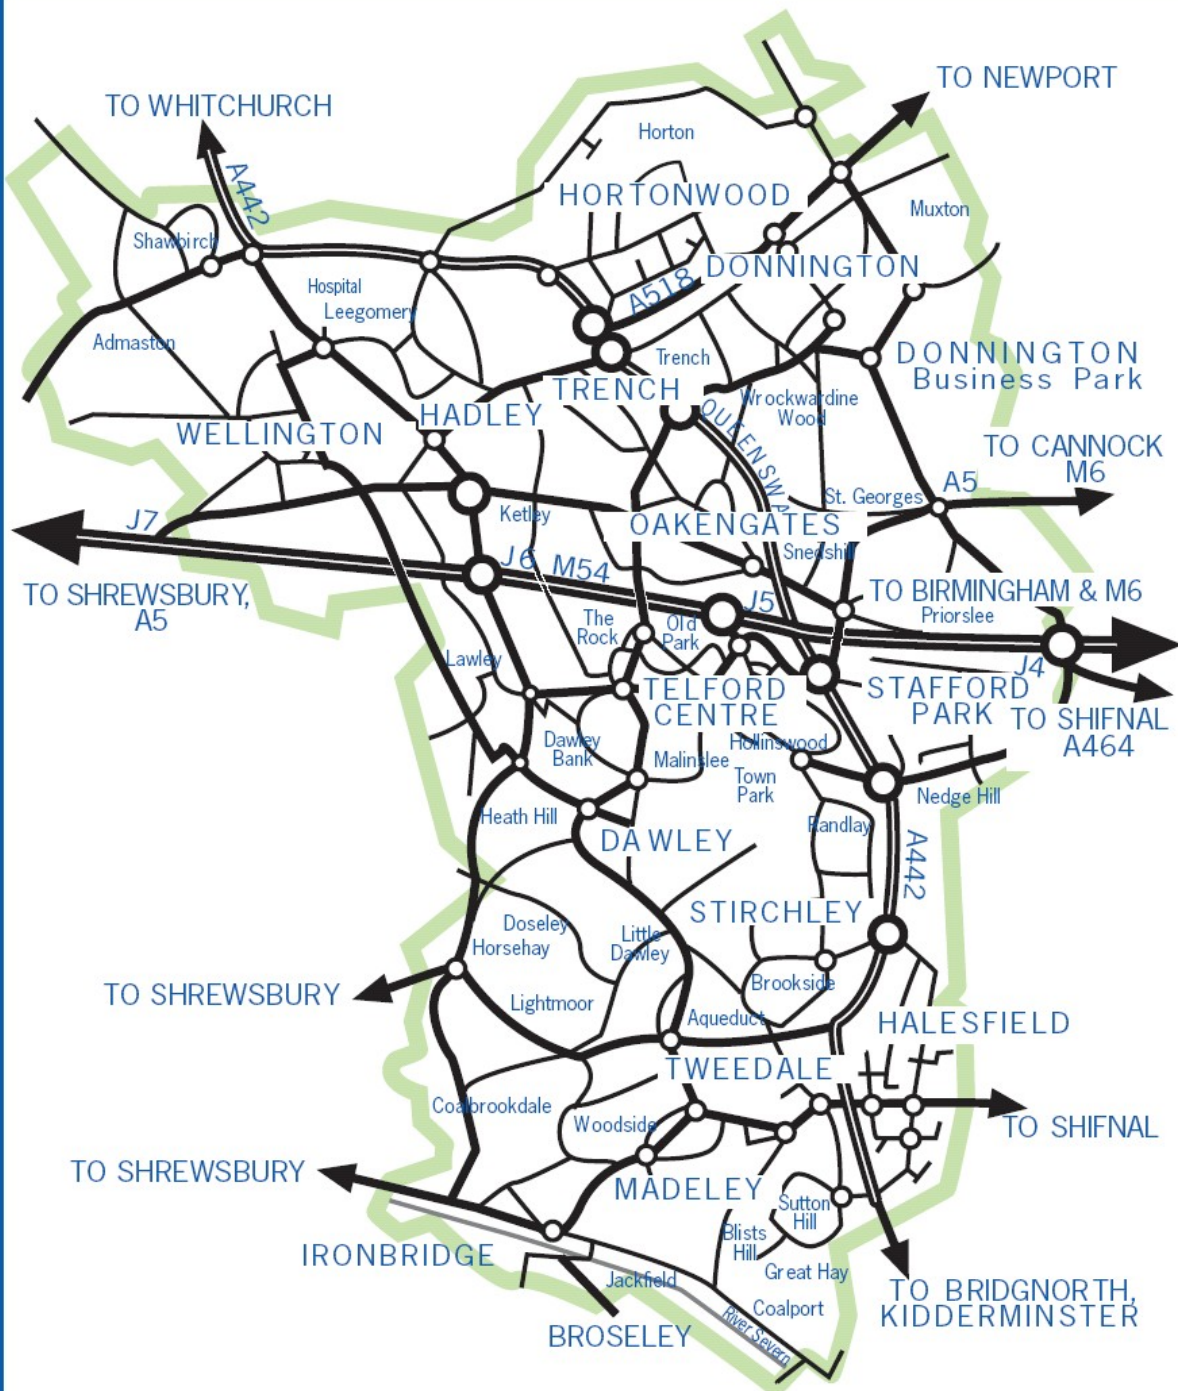 TO NEWPORT
TO WHITCHURCH
Horton
A442
HORTONWOOD
Muxton
Shawbirch
DONNINGTON
Hospital
Leegomery
A518
Admaston
Trench
DONNINGTON
Business Park
TRENCH
Wrockwardine
Wood
HADLEY
QUEENSWA
WELLINGTON
TO CANNOCK
M6
A5
St. Georges
J7
Ketley
OAKENGATES
Snedshill
J6 M54
TO SHREWSBURY,
A5
J5
TO BIRMINGHAM & M6
Priorslee
The
Rock
Old
Park
Lawley
J4
TELFORD
CENTRE
STAFFORD
PARK
TO SHIFNAL
A464
Dawley
Bank
Hollinswood
Malinslee
Town
Park
Nedge Hill
Heath Hill
Randlay
DAWLEY
A442
STIRCHLEY
Doseley
Horsehay
Little
Dawley
Brookside
TO SHREWSBURY
Lightmoor
Aqueduct
HALESFIELD
TWEEDALE
Coalbrookdale
Woodside
TO SHIFNAL
TO SHREWSBURY
MADELEY
Sutton
Hill
Blists
Hill
IRONBRIDGE
Great Hay
Jackfield
TO BRIDGNORTH,
KIDDERMINSTER
Coalport
River Severn
BROSELEY